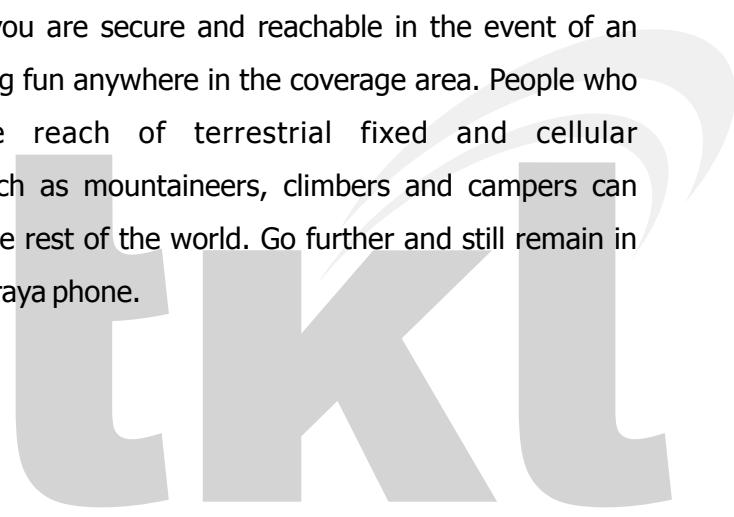 you are secure and reachable in the event of an
g fun anywhere in the coverage area. People who
e reach of terrestrial fixed and cellular
ch as mountaineers, climbers and campers can
e rest of the world. Go further and still remain in
raya phone.
tkl